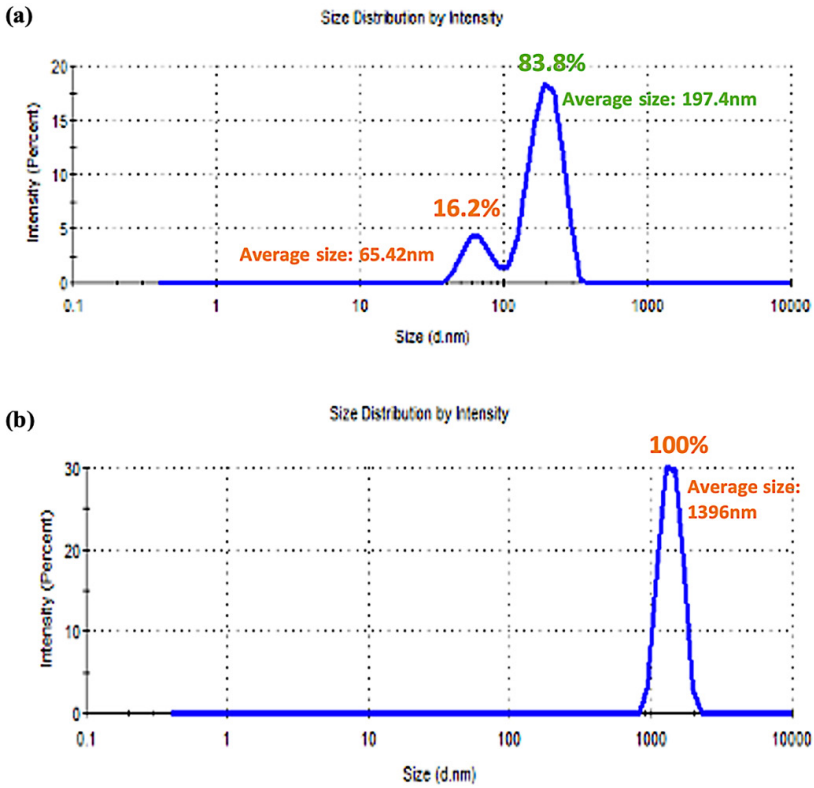 (a)
Size Distribution by Intensity
83.8%
Average size: 197.4nm
16.2%
Average size: 65.42nm
Intensity (Percent)
20
15
10
5
0
0.1 1 10 100 1000 10000
Size (d.nm)
(b)
Size Distribution by Intensity
100%
Average size:
1396nm
Intensity (Percent)
30
20
10
0
0.1 1 10 100 1000 10000
Size (d.nm)